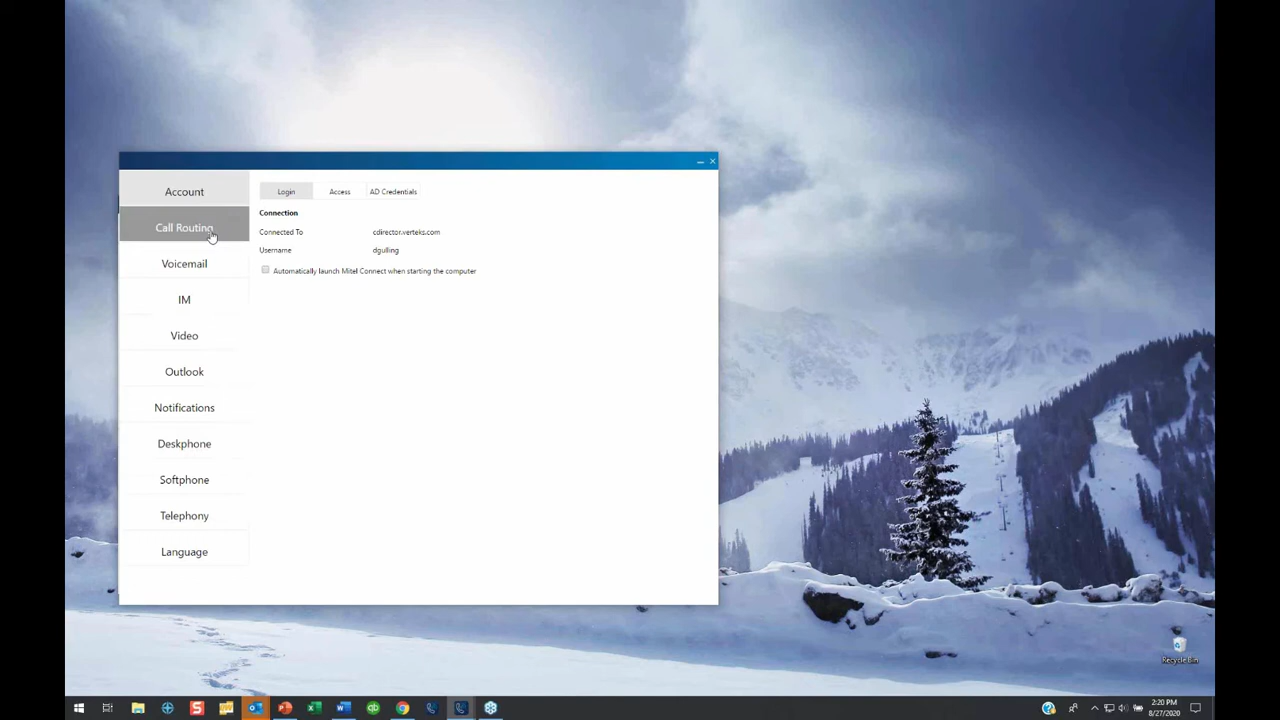 Account
Call Routing
Voicemail
IM
Video
Outlook
Notifications
Deskphone
Softphone
Telephony
Language
Login Access AD Credentials
Connection
Connected To cdirector.verteks.com
Username dgulling
Automatically launch Mitel Connect when starting the computer
Recycle Bin
2:20 PM
8/27/2020